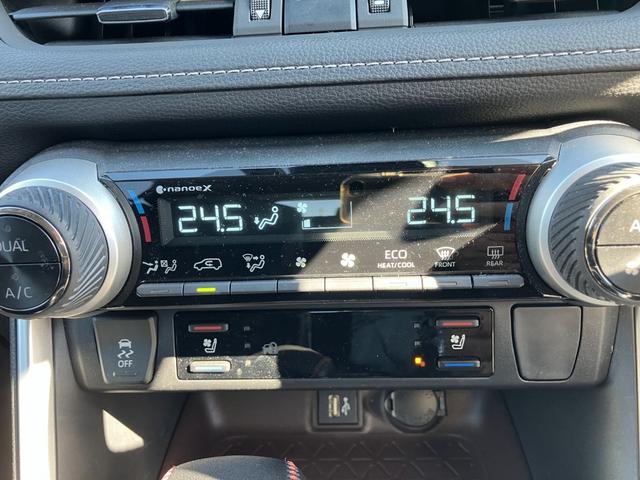 nanoeX
24.5
24.5
DUAL
A/C
ECO
HEAT/COOL
FRONT
REAR
OFF